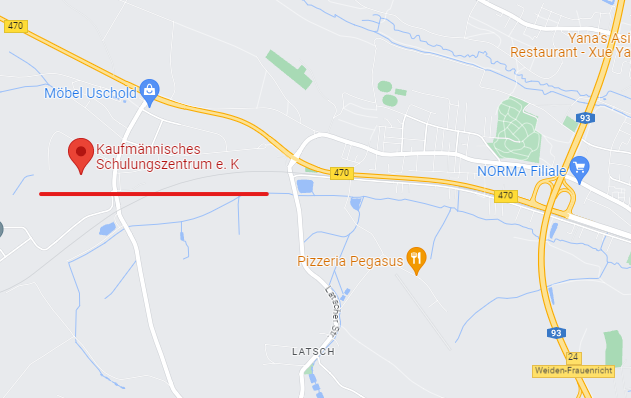 470
Yana's Asi
Restaurant - Xue Ya
Möbel Uschold
93
Kaufmännisches
Schulungszentrum e. K
470
NORMA Filiale
470
Pizzeria Pegasus
Latscher Str.
93
LATSCH
24
Weiden-Frauenricht